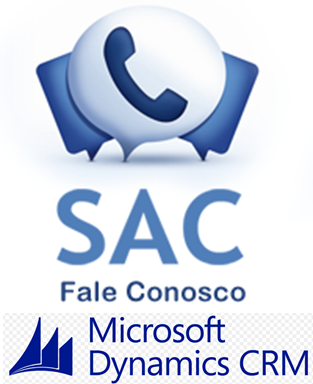 SAC
Fale Conosco
Microsoft
Dynamics CRM